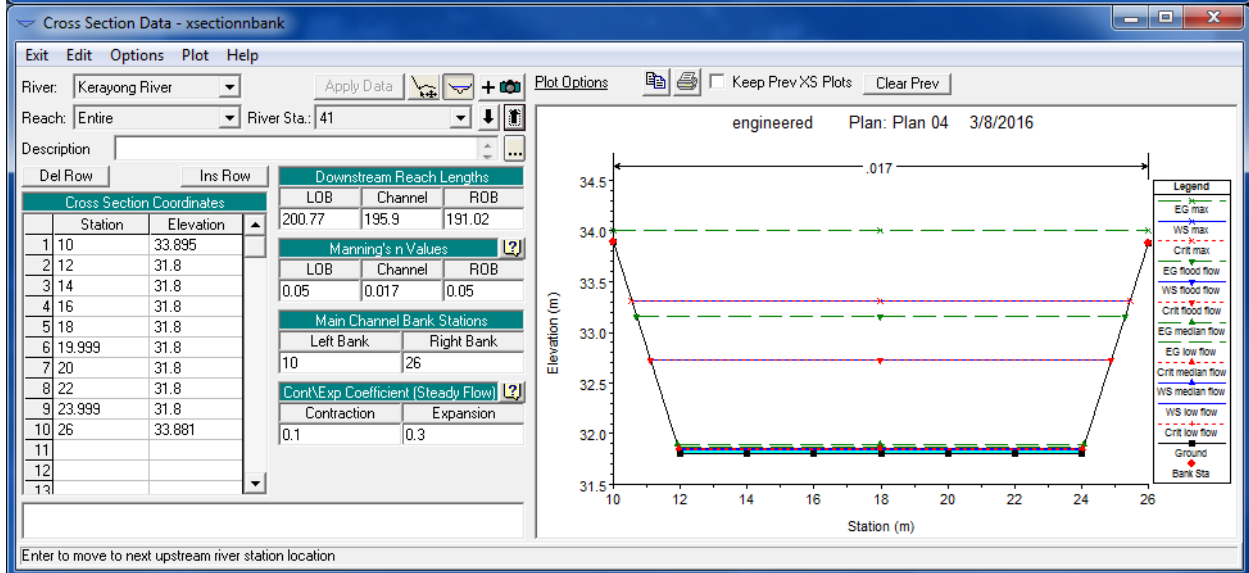 Cross Section Data - xsectionnbank
Exit Edit Options Plot Help
River: Kerayong River Apply Data + Plot Options Keep Prev XS Plots Clear Prev
Reach: Entire River Sta.: 41
Description ...
Del Row Ins Row
Cross Section Coordinates
Station Elevation
1 10 33.895
2 12 31.8
3 14 31.8
4 16 31.8
5 18 31.8
6 19.999 31.8
7 20 31.8
8 22 31.8
9 23.999 31.8
10 26 33.881
11
12
13
Downstream Reach Lengths
LOB Channel ROB
200.77 195.9 191.02
Manning's n Values
LOB Channel ROB
0.05 0.017 0.05
Main Channel Bank Stations
Left Bank Right Bank
10 26
Cont\Exp Coefficient (Steady Flow)
Contraction Expansion
0.1 0.3
engineered Plan: Plan 04 3/8/2016
.017
34.5
34.0
33.5
33.0
32.5
32.0
31.5
Elevation (m)
10 12 14 16 18 20 22 24 26
Station (m)
Legend
EG max
WS max
Crit max
EG flood flow
WS flood flow
Crit flood flow
EG median flow
EG low flow
Crit median flow
WS median flow
WS low flow
Crit low flow
Ground
Bank Sta
Enter to move to next upstream river station location